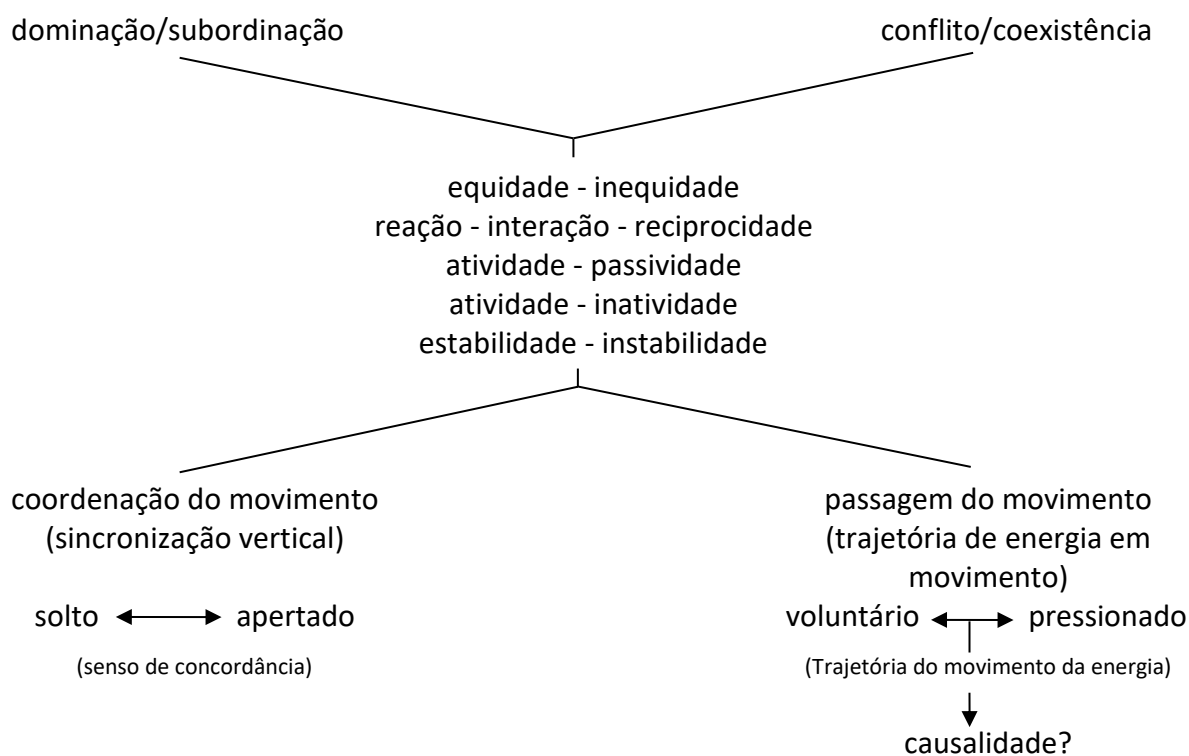 dominação/subordinação
conflito/coexistência
equidade - inequidade
reação - interação - reciprocidade
atividade - passividade
atividade - inatividade
estabilidade - instabilidade
coordenação do movimento
(sincronização vertical)
solto apertado
(senso de concordância)
passagem do movimento
(trajetória de energia em
movimento)
voluntário pressionado
(Trajetória do movimento da energia)
causalidade?